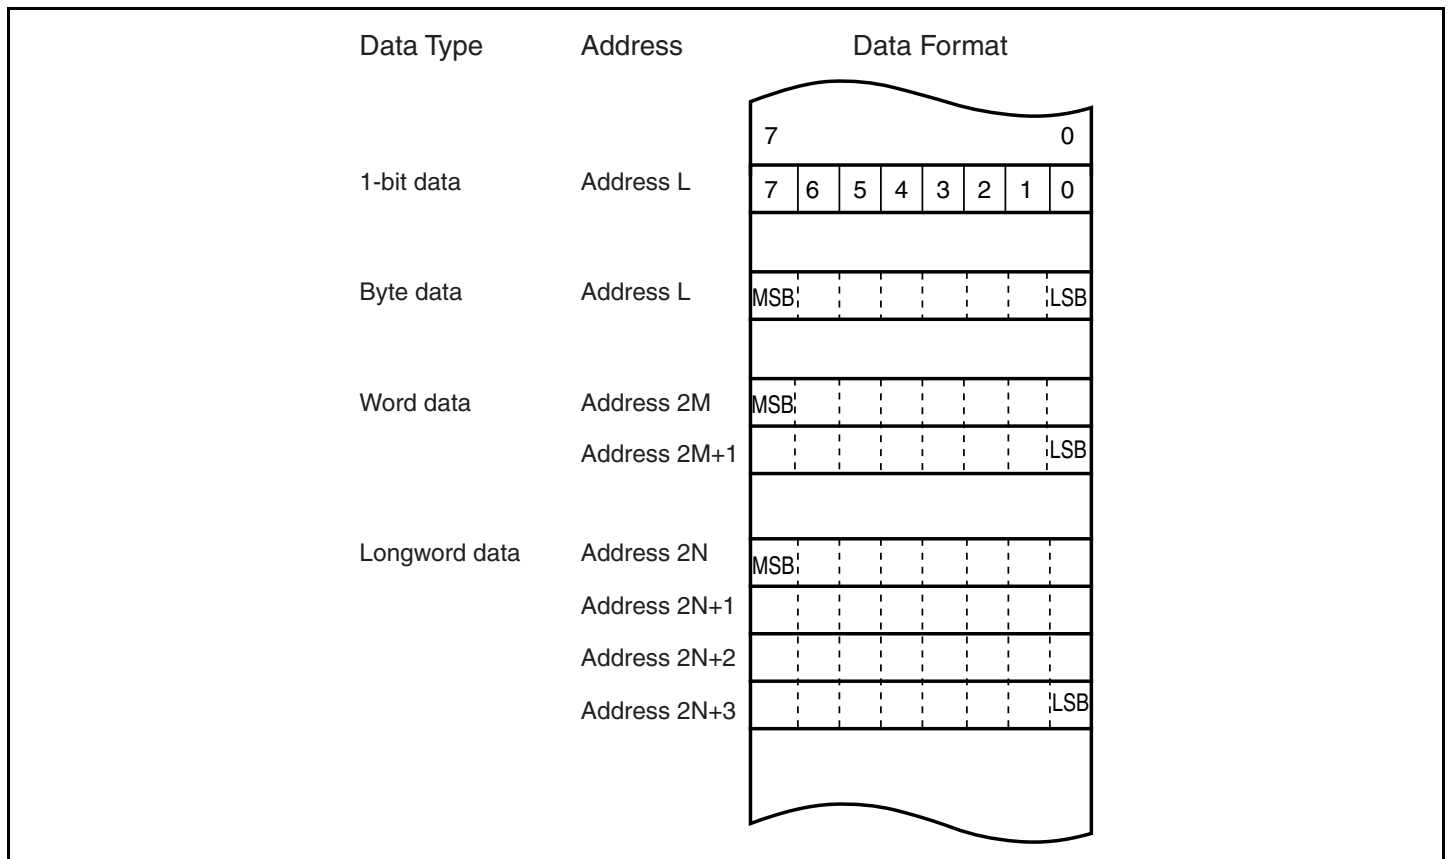 Data Type Address Data Format
7 0
1-bit data Address L 7 6 5 4 3 2 1 0
Byte data Address L MSB LSB
Word data Address 2M MSB
Address 2M+1 LSB
Longword data Address 2N MSB
Address 2N+1
Address 2N+2
Address 2N+3 LSB